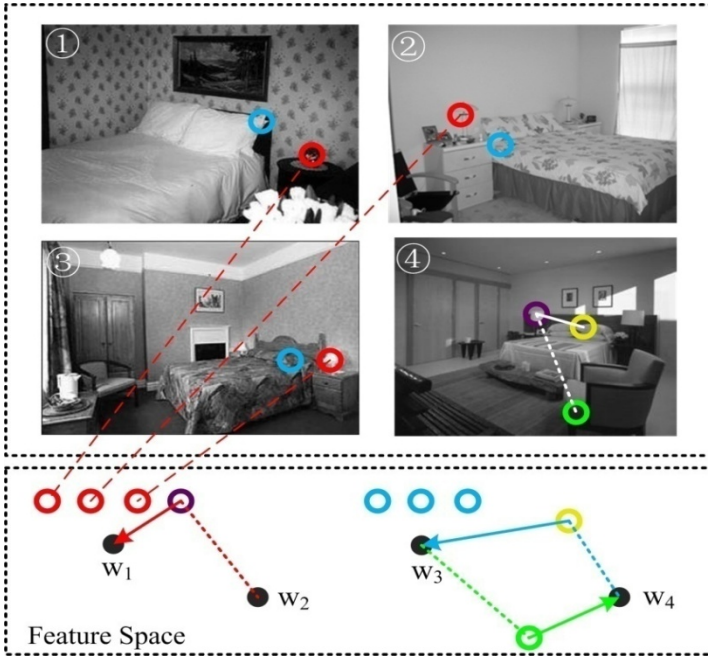 ① ②
③ ④
w₁ w₃
w₂ w₄
Feature Space